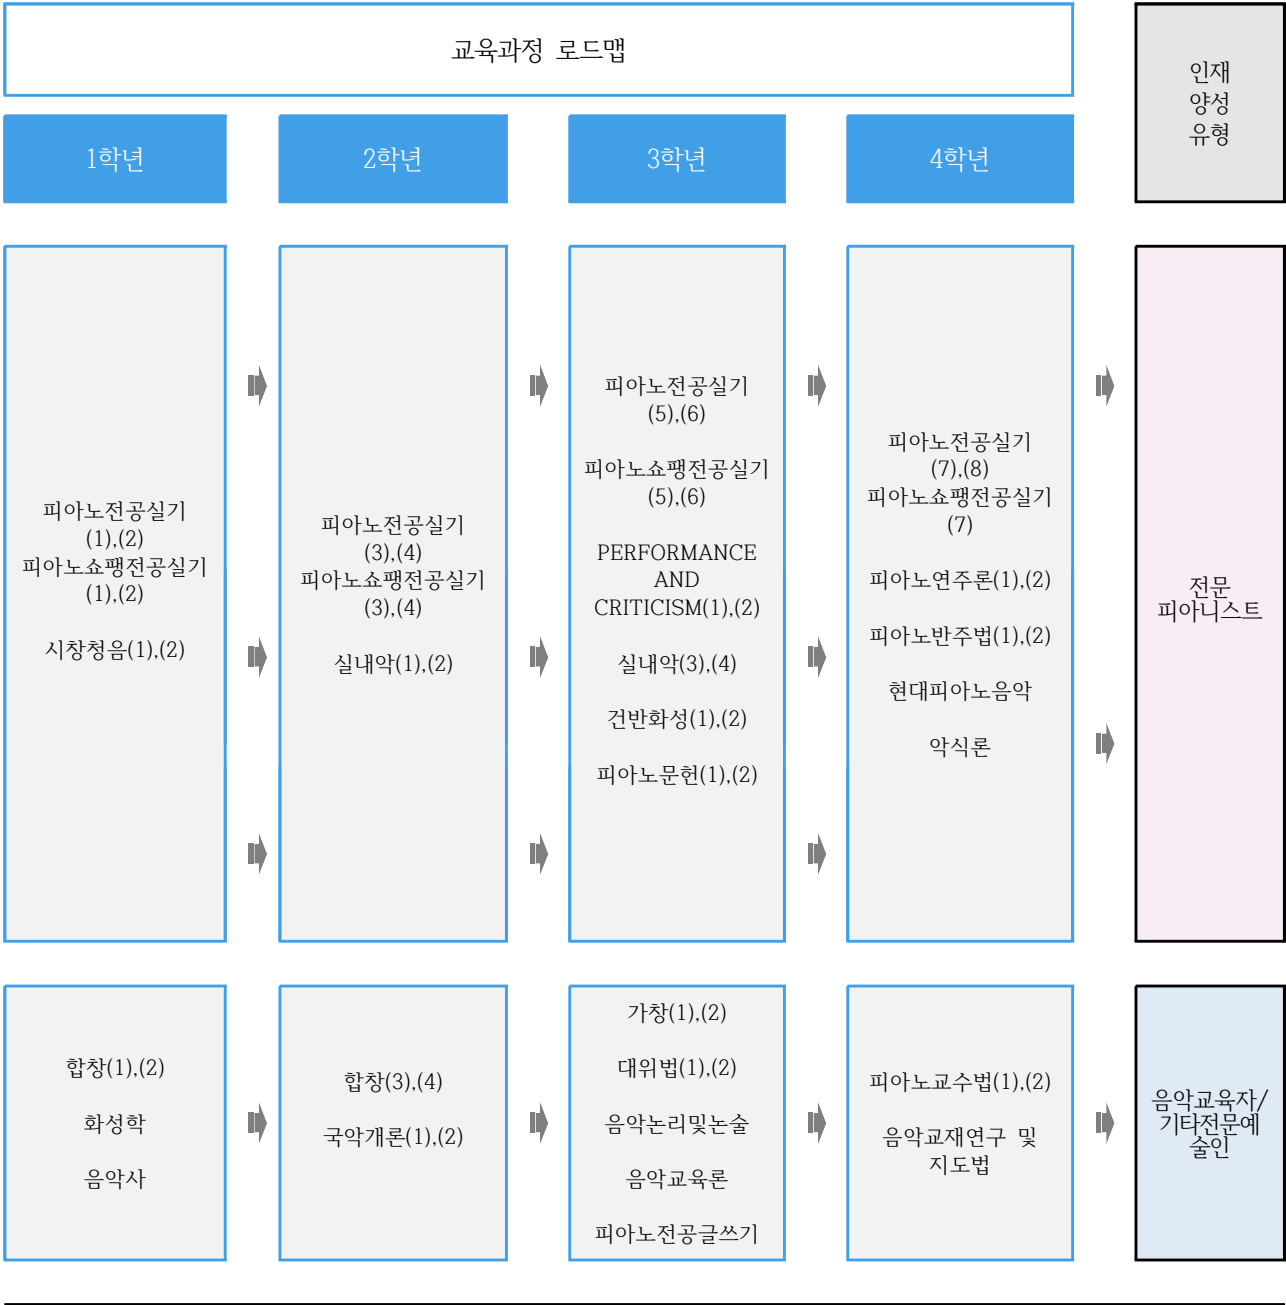 교육과정 로드맵
인재
양성
유형
1학년
2학년
3학년
4학년
피아노전공실기
(1),(2)
피아노쇼팽전공실기
(1),(2)
시창청음(1),(2)
피아노전공실기
(3),(4)
피아노쇼팽전공실기
(3),(4)
실내악(1),(2)
피아노전공실기
(5),(6)
피아노쇼팽전공실기
(5),(6)
PERFORMANCE
AND
CRITICISM(1),(2)
실내악(3),(4)
건반화성(1),(2)
피아노문헌(1),(2)
피아노전공실기
(7),(8)
피아노쇼팽전공실기
(7)
피아노연주론(1),(2)
피아노반주법(1),(2)
현대피아노음악
악식론
전문
피아니스트
합창(1),(2)
화성학
음악사
합창(3),(4)
국악개론(1),(2)
가창(1),(2)
대위법(1),(2)
음악논리및논술
음악교육론
피아노전공글쓰기
피아노교수법(1),(2)
음악교재연구 및
지도법
음악교육자/
기타전문예
술인